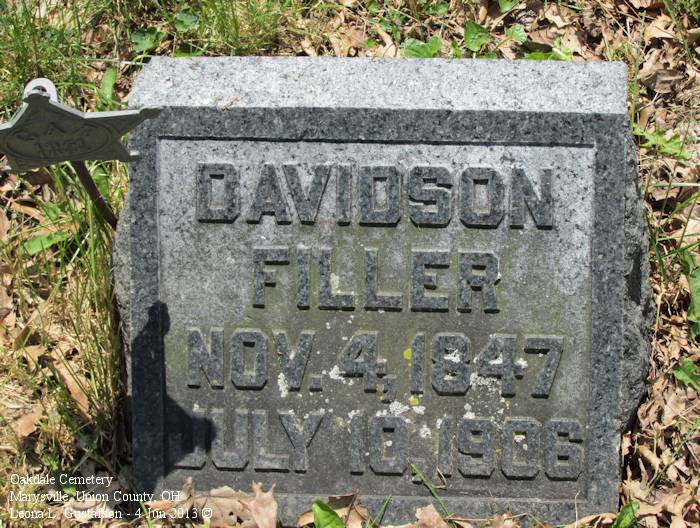 DAVIDSON
FILLER
NOV. 4, 1847
JULY 10, 1906
Oakdale Cemetery
Marysville, Union County, OH
Leona L. Gustafson - 4 Jun 2013 ©